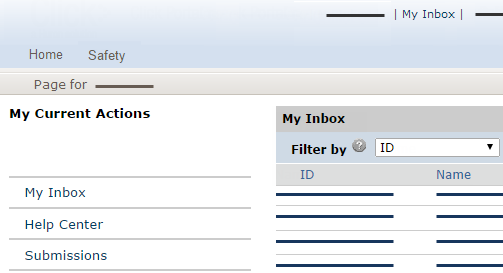 | My Inbox |
Home Safety
Page for
My Current Actions
My Inbox
Help Center
Submissions
My Inbox
Filter by ? ID
ID Name